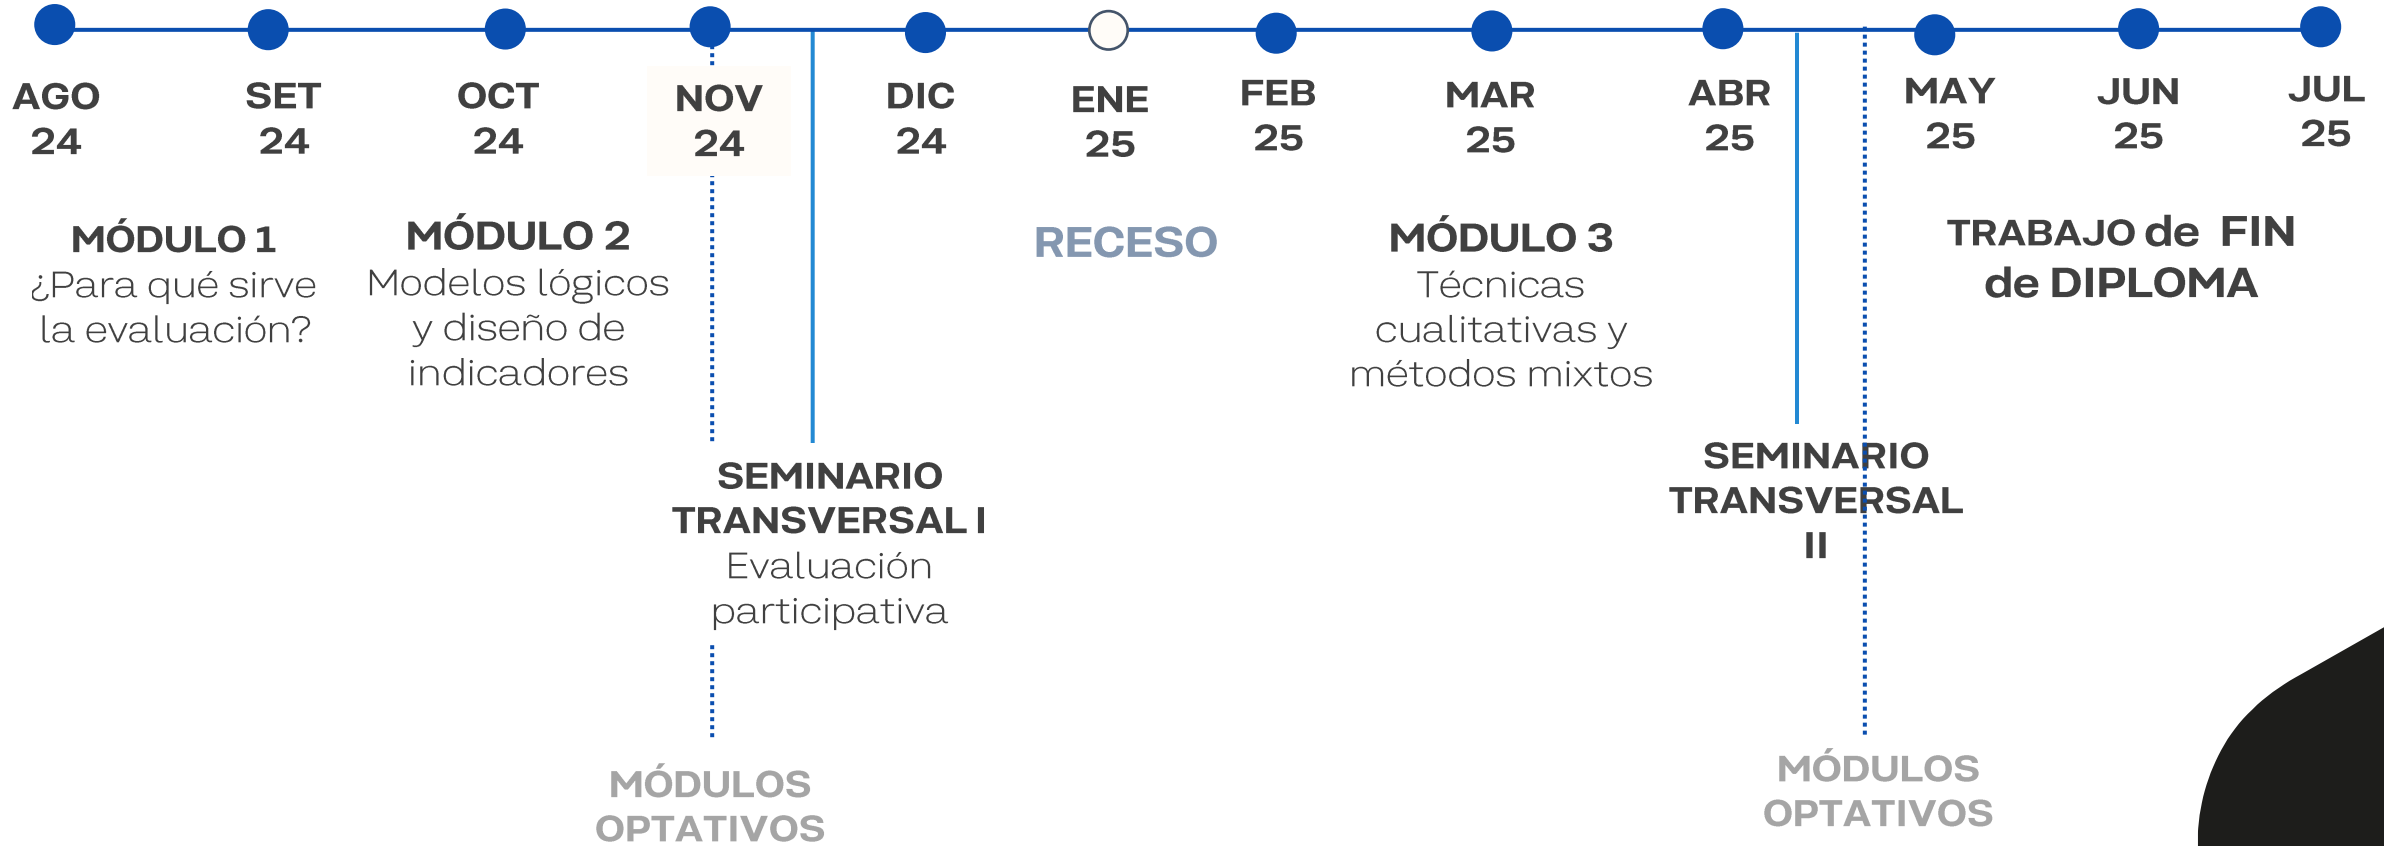 AGO
24
SET
24
OCT
24
NOV
24
DIC
24
ENE
25
FEB
25
MAR
25
ABR
25
MAY
25
JUN
25
JUL
25
MÓDULO 1
¿Para qué sirve
la evaluación?
MÓDULO 2
Modelos lógicos
y diseño de
indicadores
RECESO
MÓDULO 3
Técnicas
cualitativas y
métodos mixtos
TRABAJO de FIN
de DIPLOMA
SEMINARIO
TRANSVERSAL I
Evaluación
participativa
SEMINARIO
TRANSVERSAL
II
MÓDULOS
OPTATIVOS
MÓDULOS
OPTATIVOS